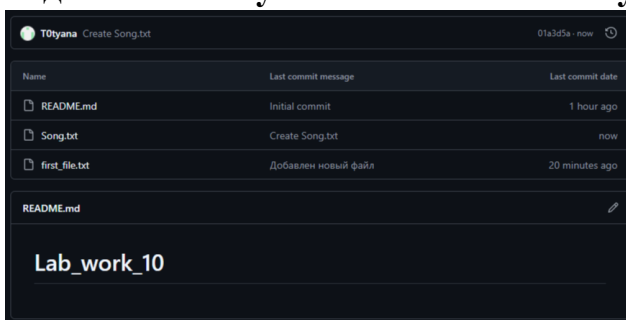 T0tyana Create Song.txt 01a3d5a · now
Name Last commit message Last commit date
README.md Initial commit 1 hour ago
Song.txt Create Song.txt now
first_file.txt Добавлен новый файл 20 minutes ago
README.md
Lab_work_10